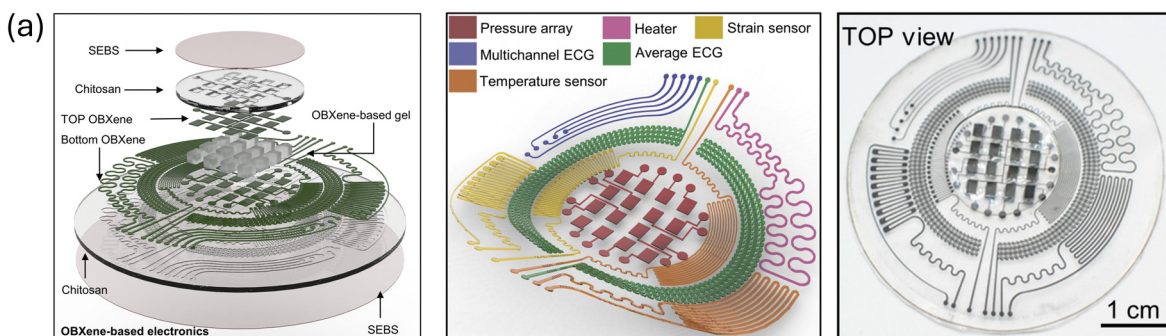 (a)
SEBS
Chitosan
TOP OBXene
OBXene-based gel
Bottom OBXene
Chitosan
SEBS
OBXene-based electronics
Pressure array
Heater
Strain sensor
Multichannel ECG
Average ECG
Temperature sensor
TOP view
1 cm